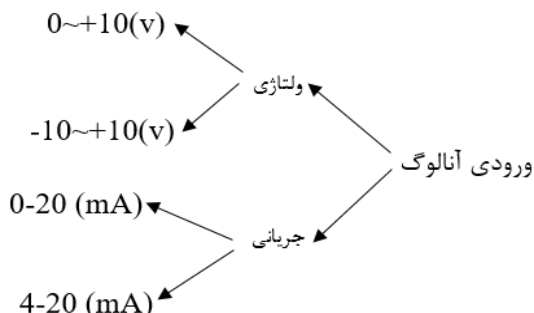 0~+10(v)
ولتاژی
-10~+10(v)
ورودی آنالوگ
0-20 (mA)
جریانی
4-20 (mA)